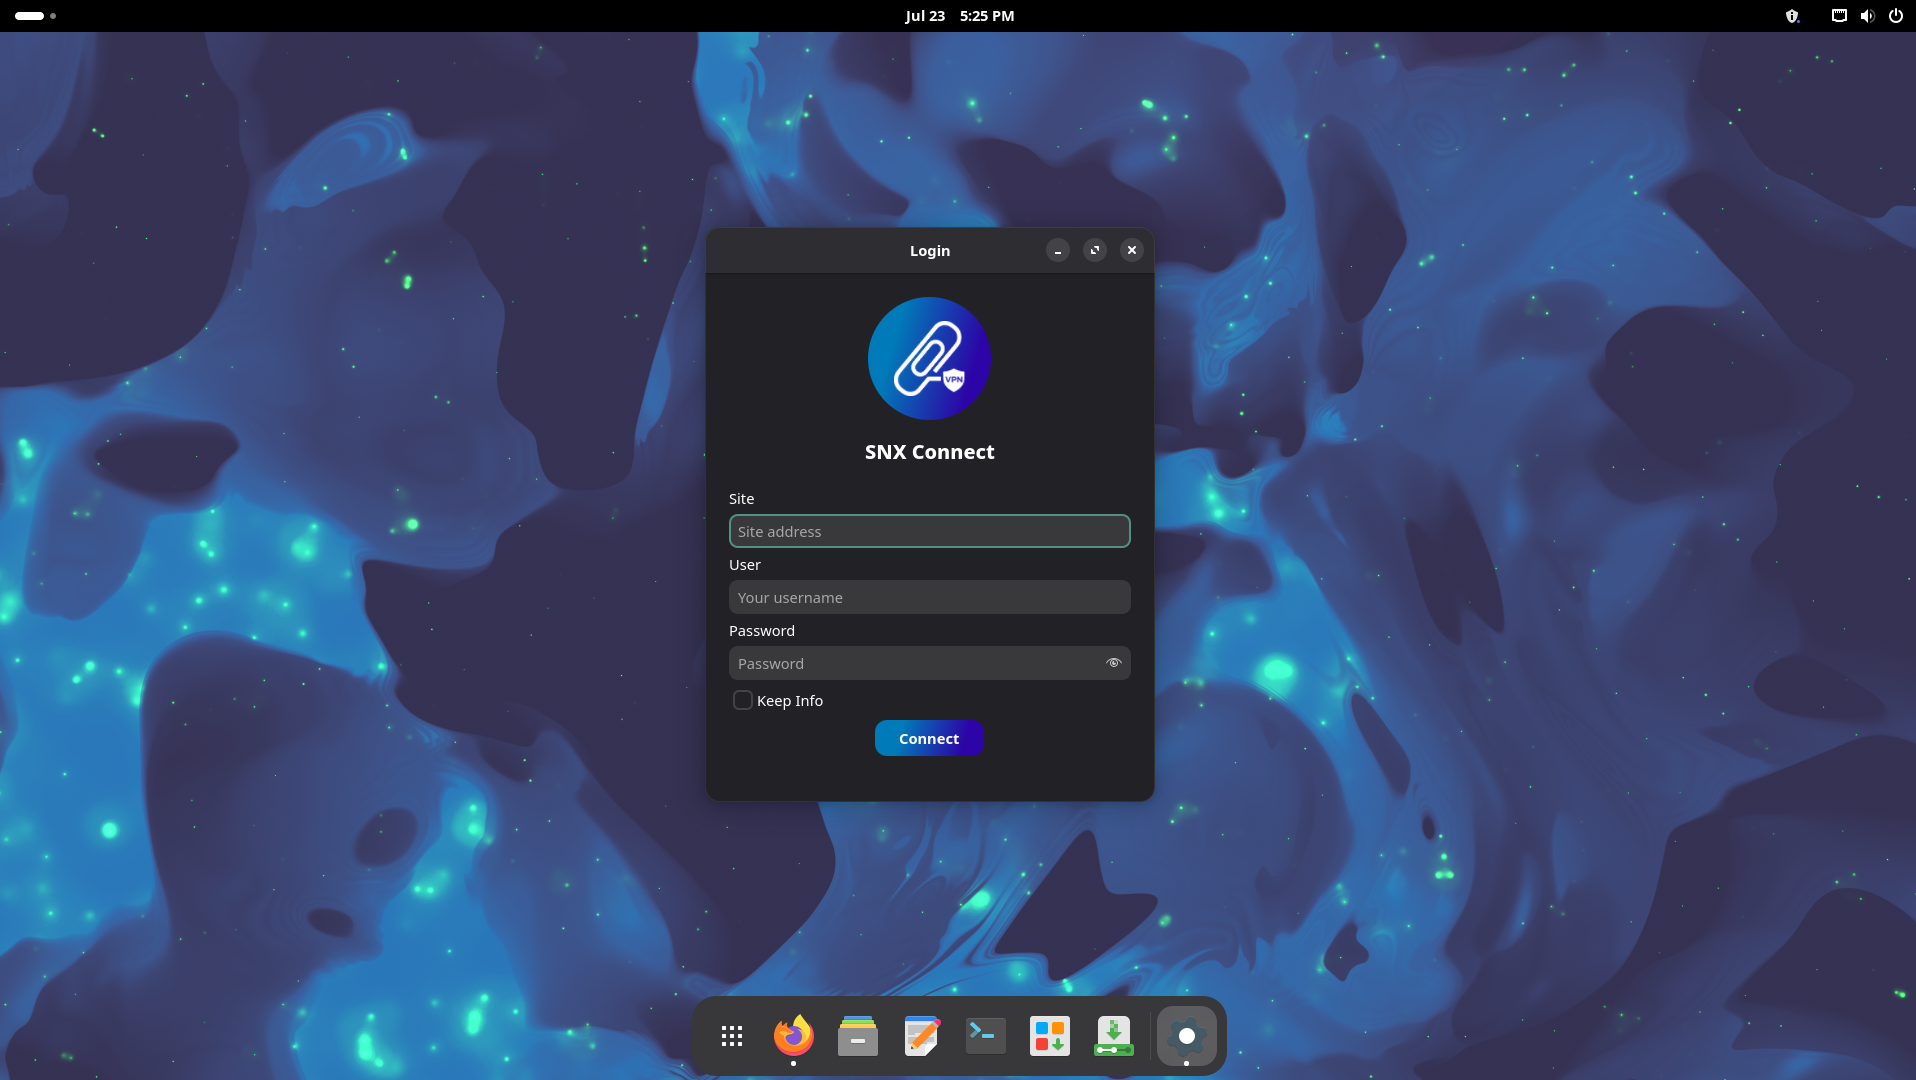 Jul 23 5:25 PM
Login
VPN
SNX Connect
Site
Site address
User
Your username
Password
Password
Keep Info
Connect